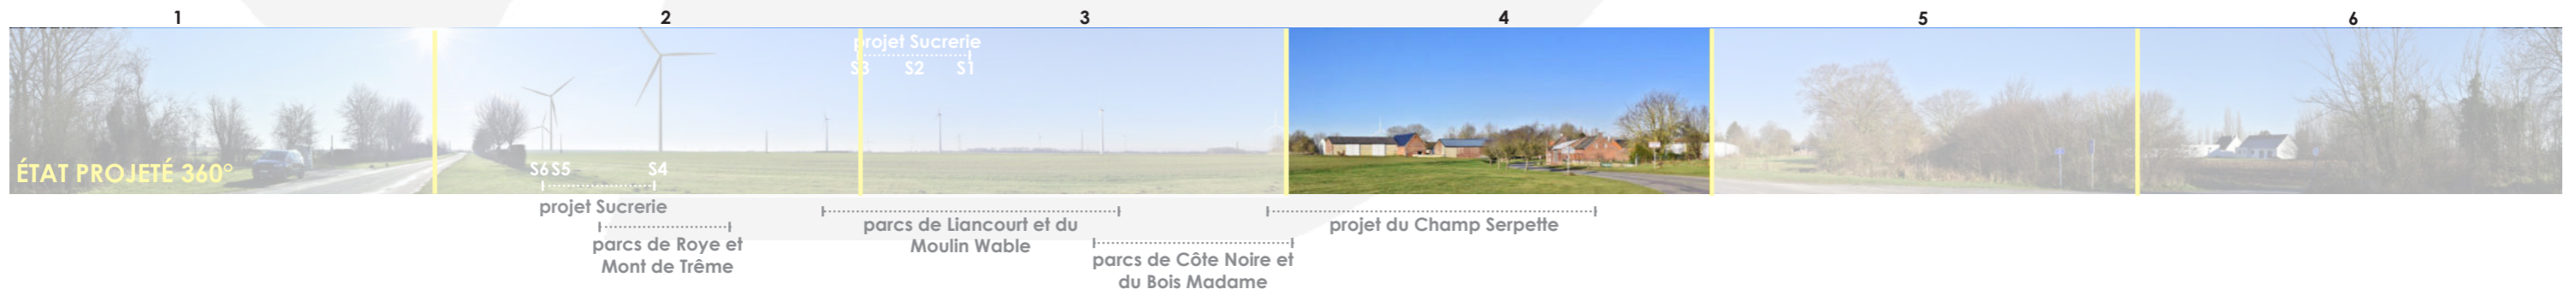 1 2 3 4 5 6
projet Sucrerie
S3 S2 S1
ÉTAT PROJETÉ 360°
S6 S5 S4
projet Sucrerie
parcs de Roye et
Mont de Trême
parcs de Liancourt et du
Moulin Wable
parcs de Côte Noire et
du Bois Madame
projet du Champ Serpette